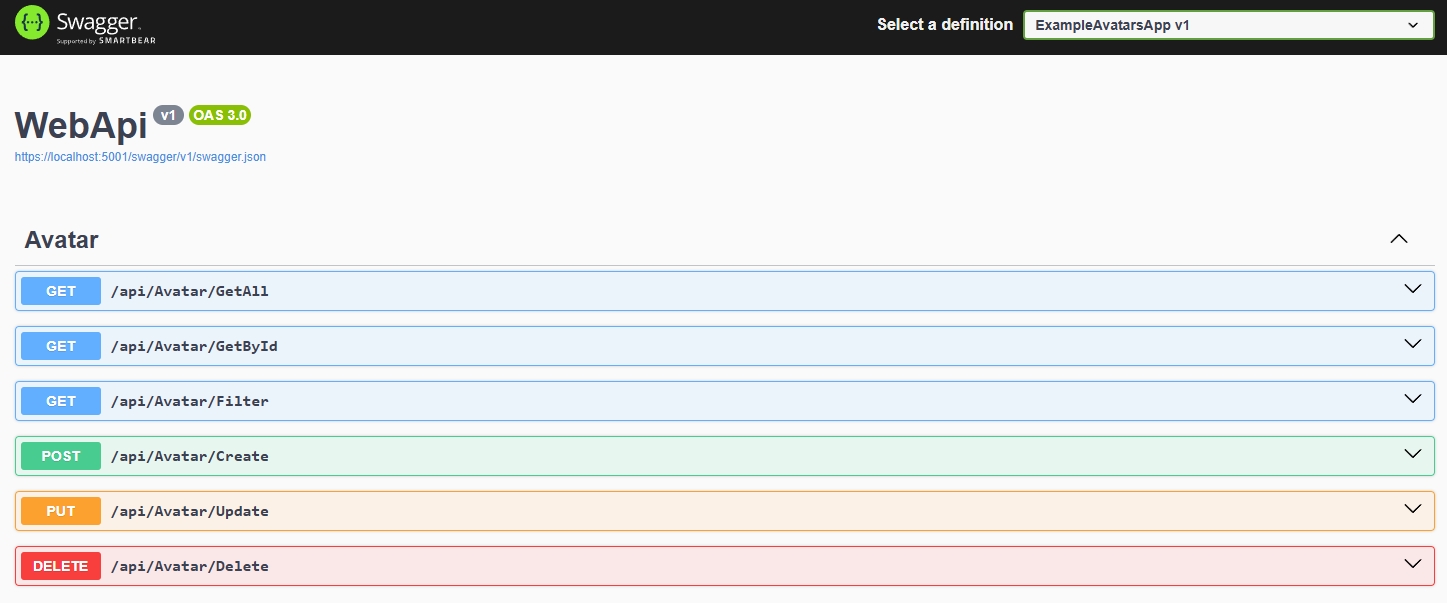 Swagger
Supported by SMARTBEAR
Select a definition
ExampleAvatarsApp v1
WebApi v1 OAS 3.0
https://localhost:5001/swagger/v1/swagger.json
Avatar
GET /api/Avatar/GetAll
GET /api/Avatar/GetById
GET /api/Avatar/Filter
POST /api/Avatar/Create
PUT /api/Avatar/Update
DELETE /api/Avatar/Delete